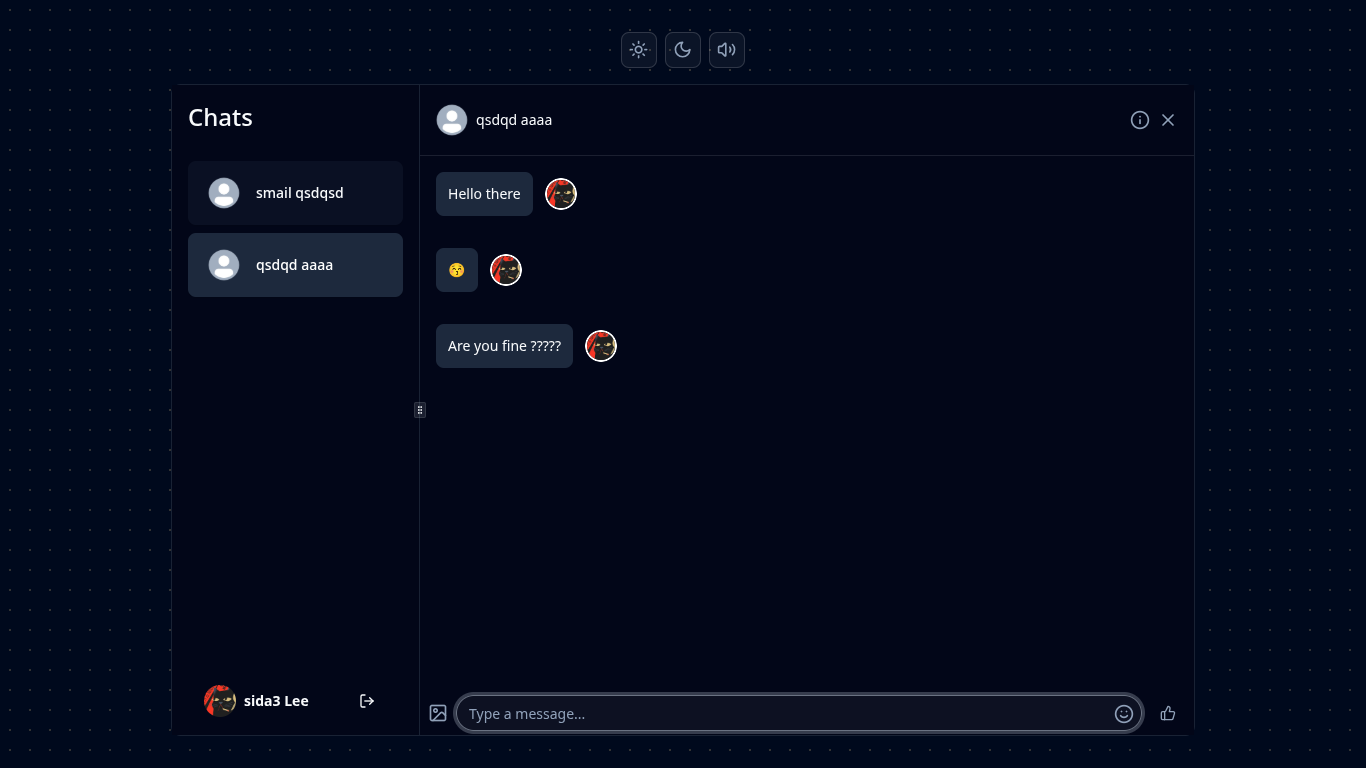 Chats
smail qsdqsd
qsdqd aaaa
sida3 Lee
qsdqd aaaa
Hello there
😚
Are you fine ?????
Type a message...